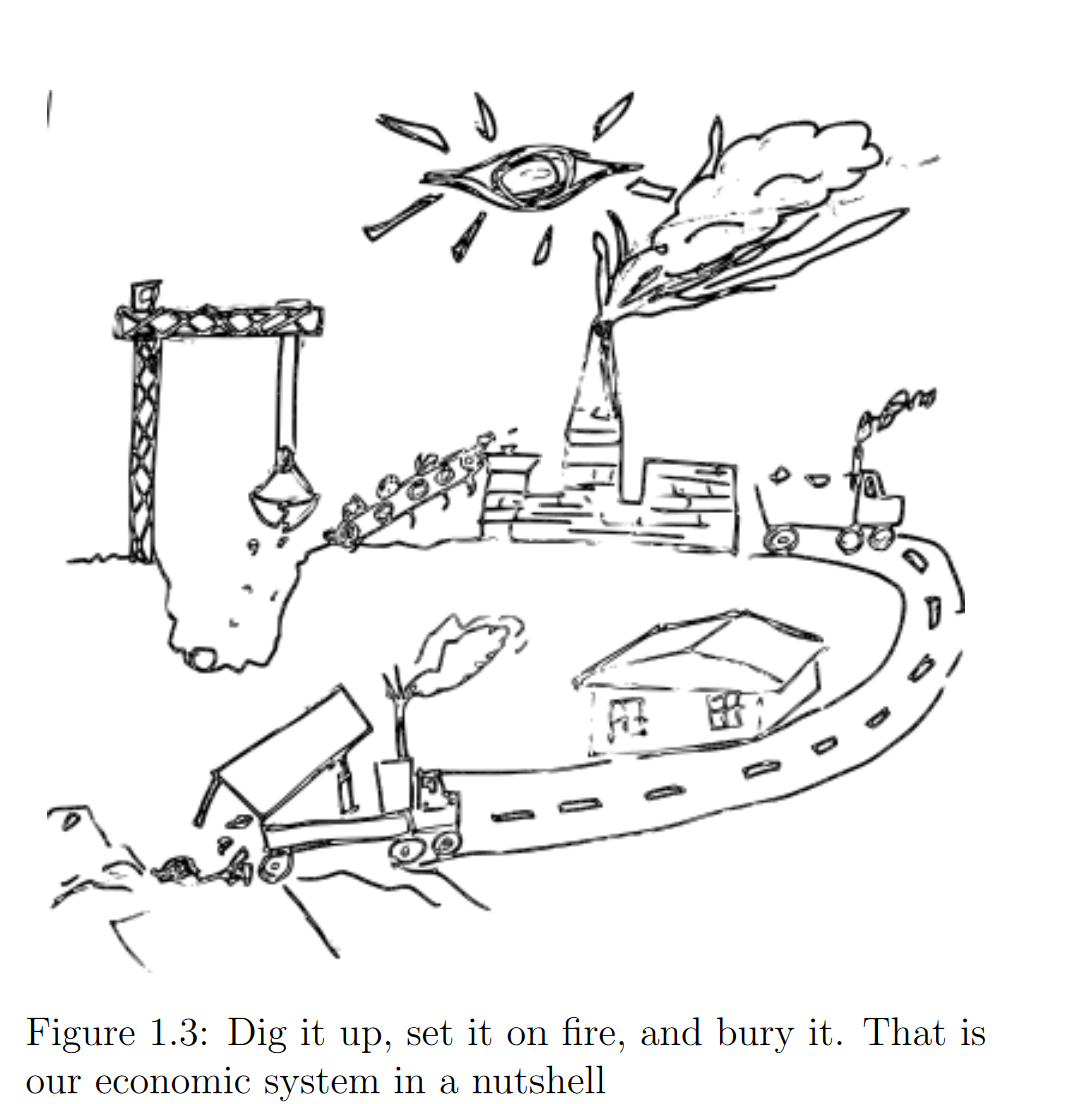 Figure 1.3: Dig it up, set it on fire, and bury it. That is
our economic system in a nutshell